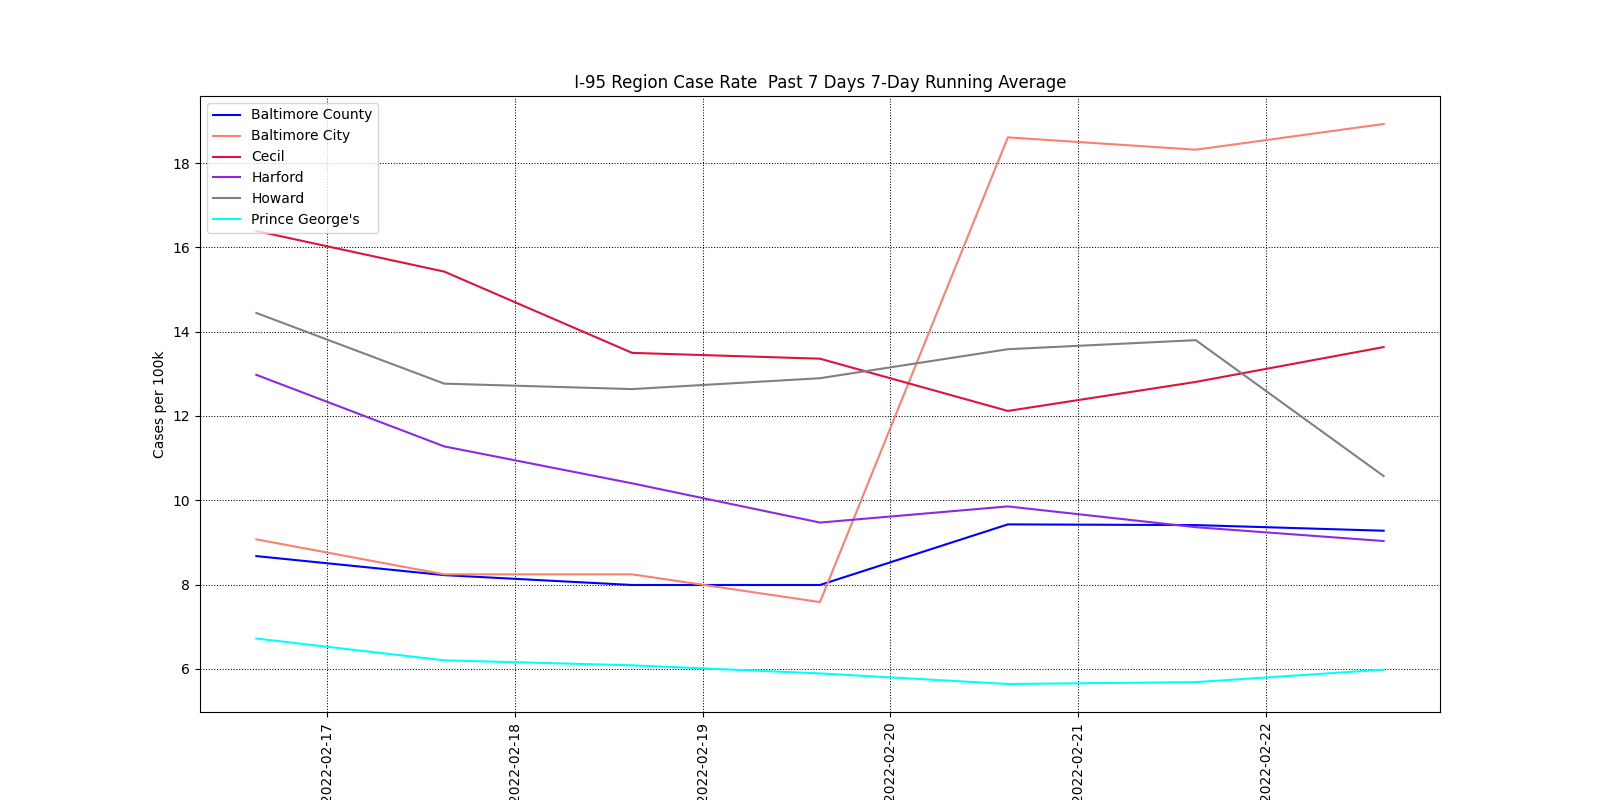 I-95 Region Case Rate  Past 7 Days 7-Day Running Average
Baltimore County
Baltimore City
Cecil
Harford
Howard
Prince George's
Cases per 100k
18
16
14
12
10
8
6
2022-02-17
2022-02-18
2022-02-19
2022-02-20
2022-02-21
2022-02-22